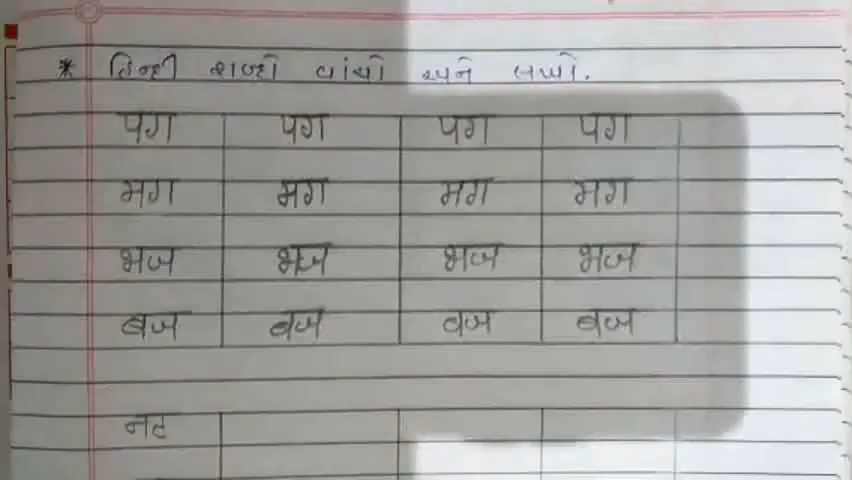 * હિન્દી શબ્દો વાંચો અને લખો.
पग पग पग पग
मग मग मग मग
भज भज भज भज
बज बज बज बज
नट